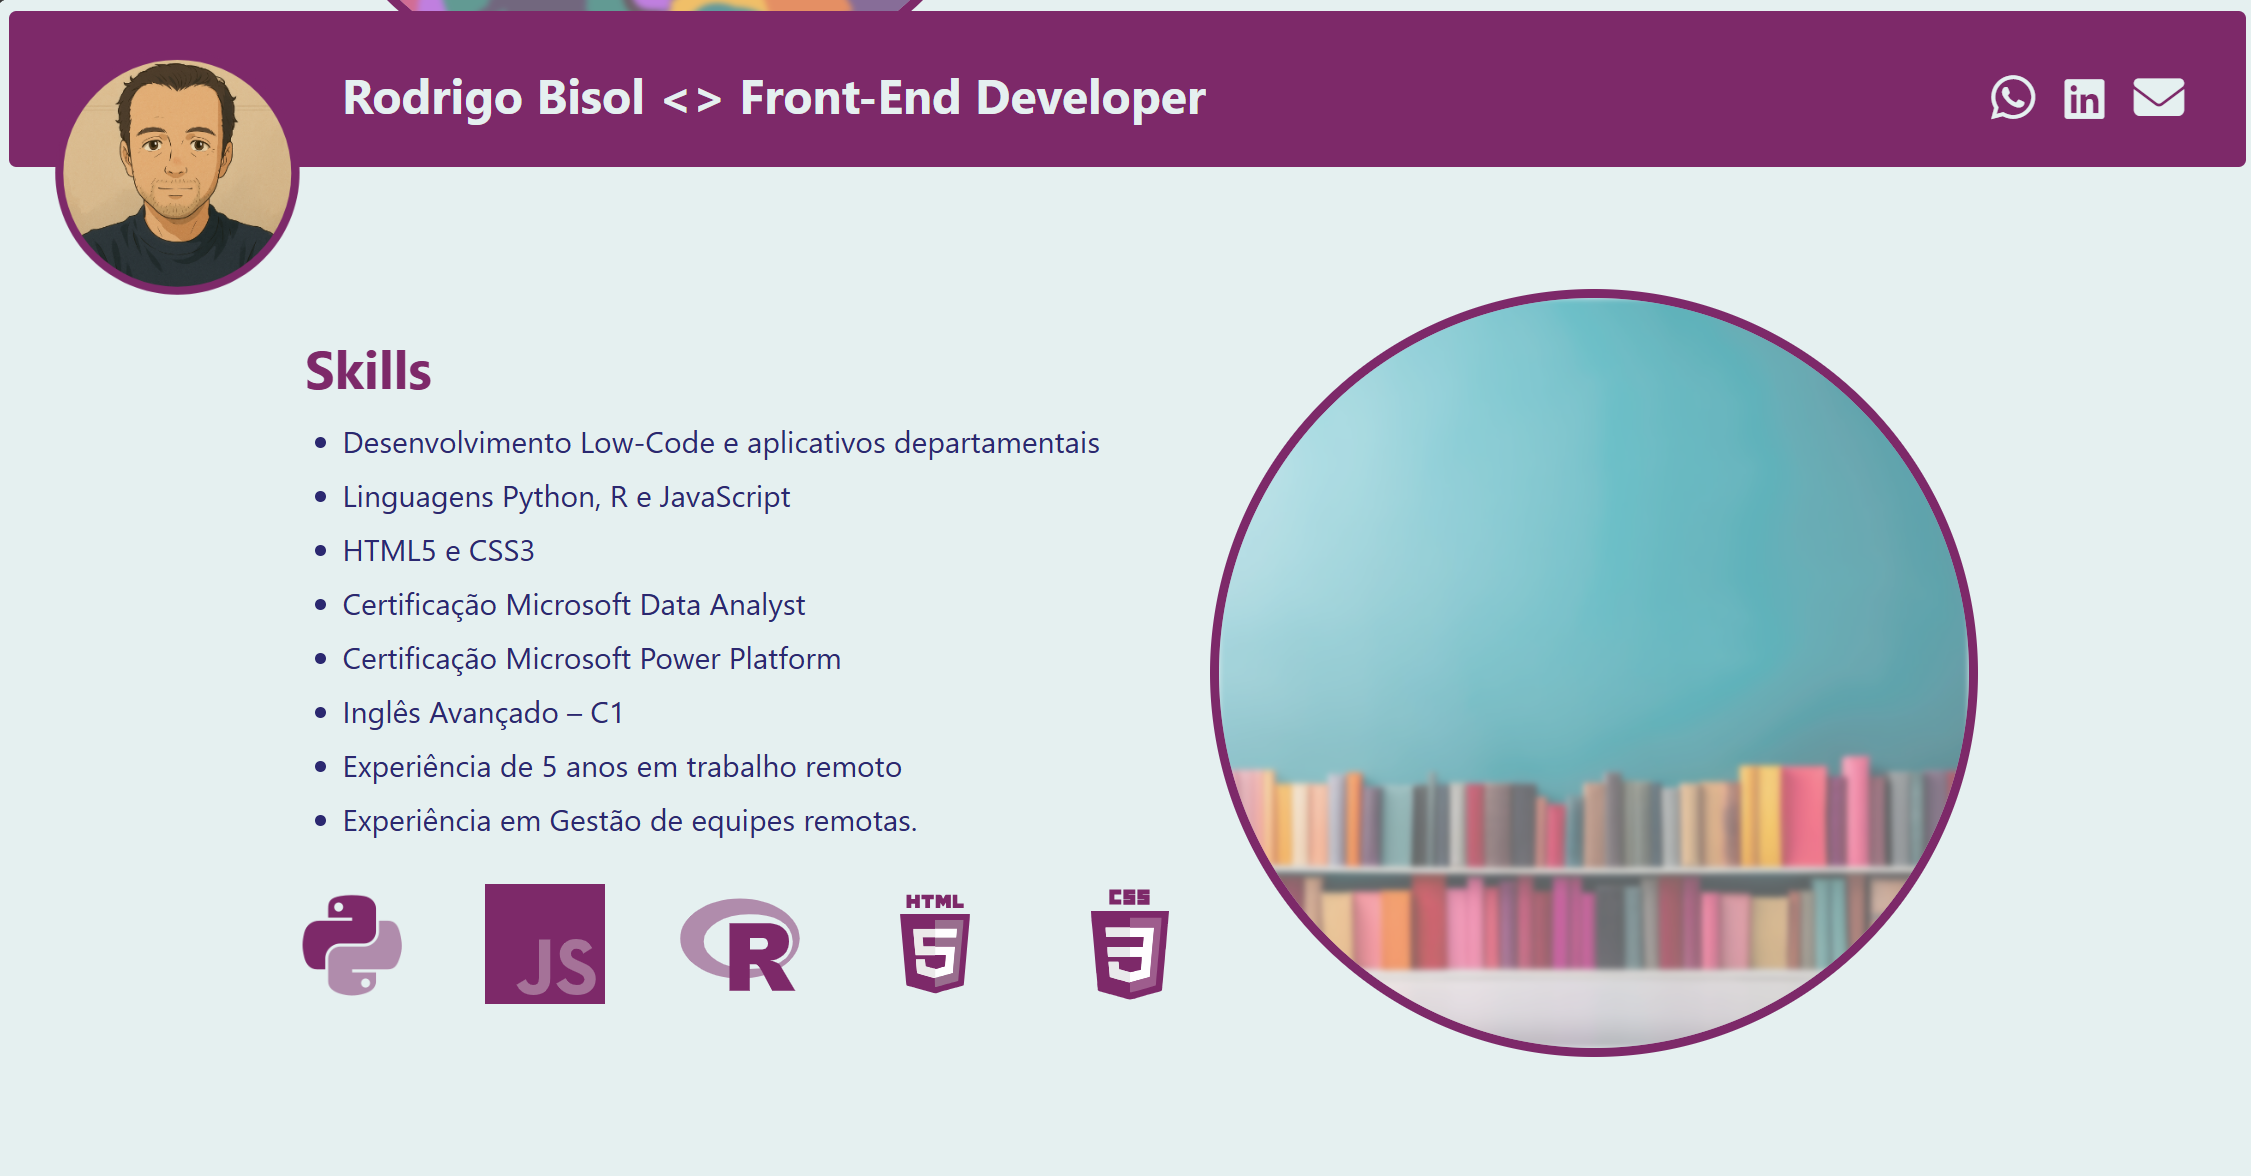 Rodrigo Bisol <> Front-End Developer
in
Skills
• Desenvolvimento Low-Code e aplicativos departamentais
• Linguagens Python, R e JavaScript
• HTML5 e CSS3
• Certificação Microsoft Data Analyst
• Certificação Microsoft Power Platform
• Inglês Avançado – C1
• Experiência de 5 anos em trabalho remoto
• Experiência em Gestão de equipes remotas.
JS
R
HTML
5
CSS
3